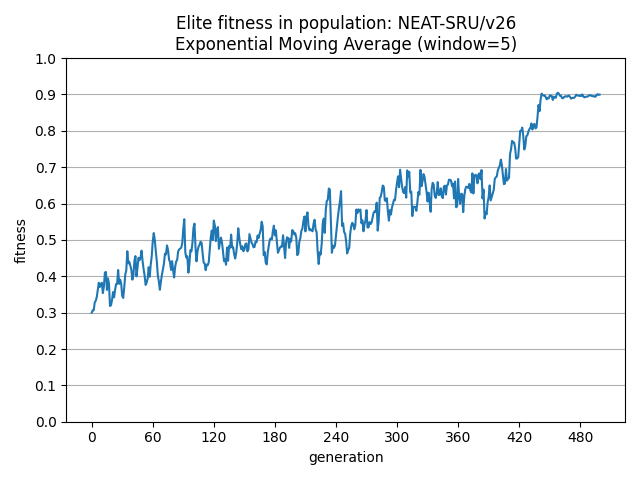 Elite fitness in population: NEAT-SRU/v26
Exponential Moving Average (window=5)
1.0
0.9
0.8
0.7
0.6
0.5
0.4
0.3
0.2
0.1
0.0
fitness
0 60 120 180 240 300 360 420 480
generation